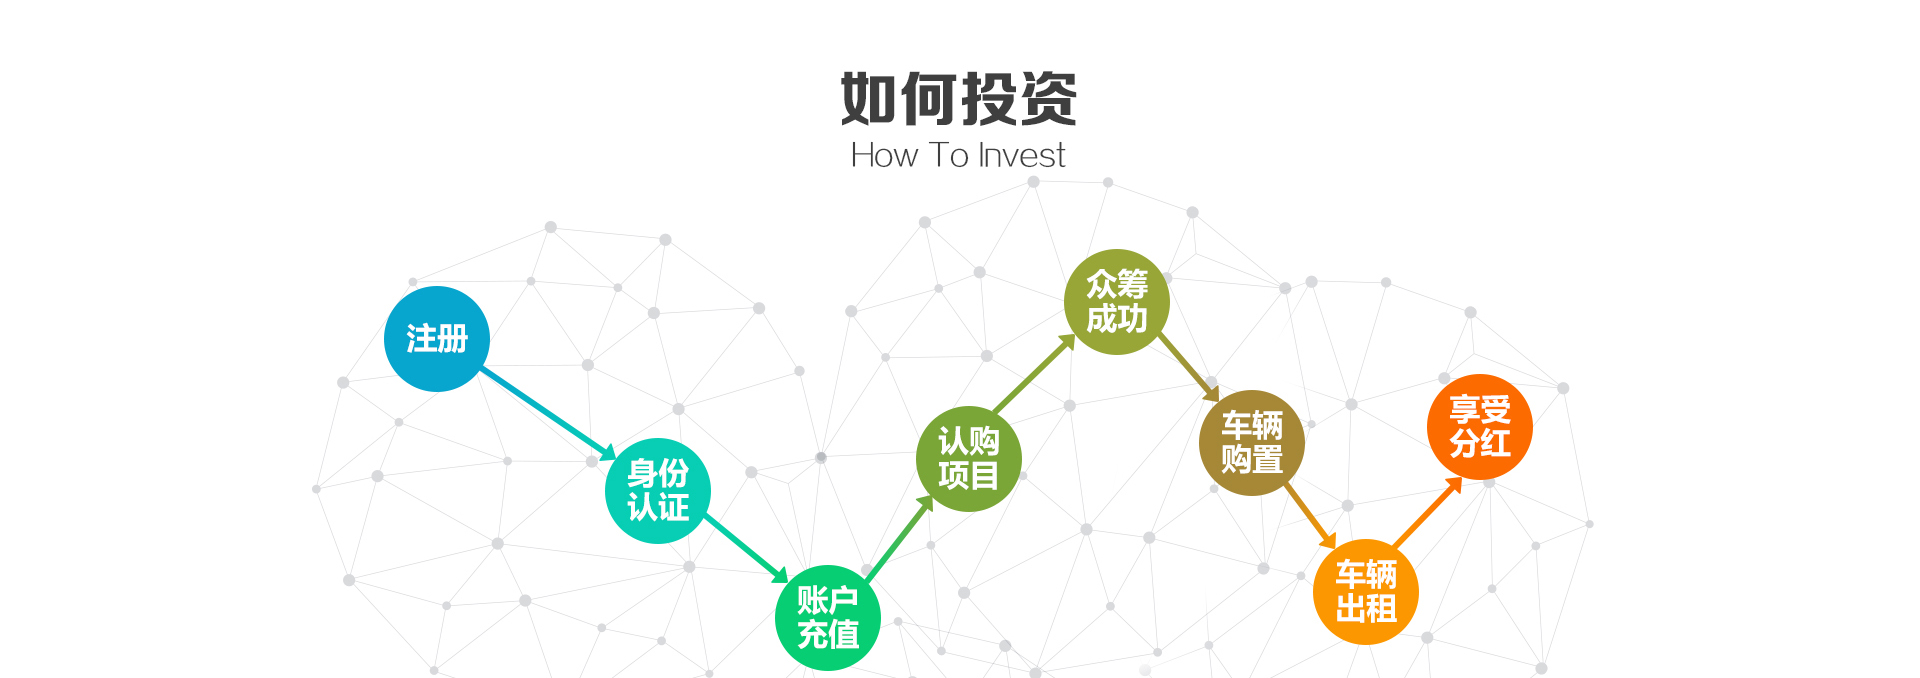 如何投资
How To Invest
注册
身份
认证
账户
充值
认购
项目
众筹
成功
车辆
购置
车辆
出租
享受
分红